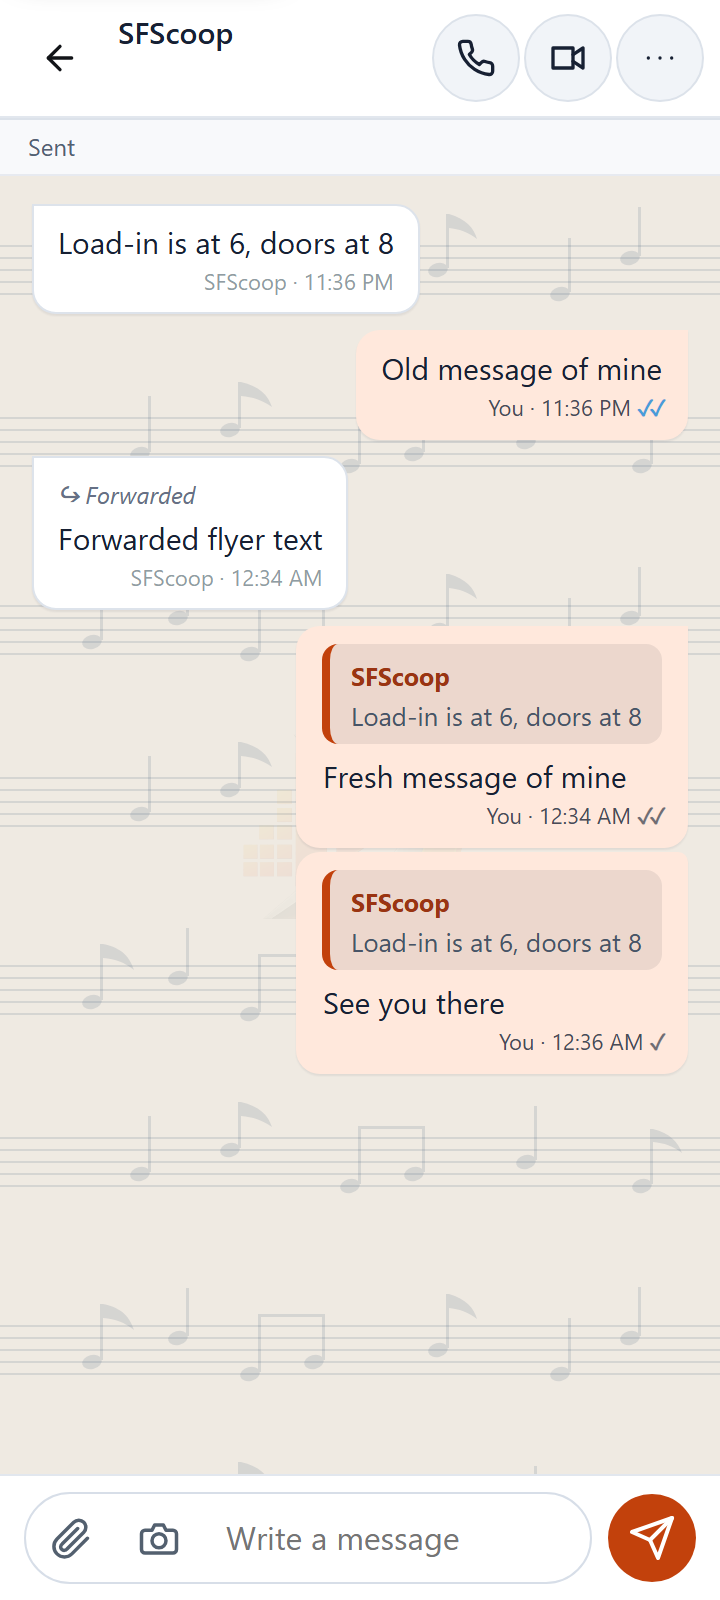 SFScoop
Sent
Load-in is at 6, doors at 8
SFScoop · 11:36 PM
Old message of mine
You · 11:36 PM
Forwarded
Forwarded flyer text
SFScoop · 12:34 AM
SFScoop
Load-in is at 6, doors at 8
Fresh message of mine
You · 12:34 AM
SFScoop
Load-in is at 6, doors at 8
See you there
You · 12:36 AM
Write a message